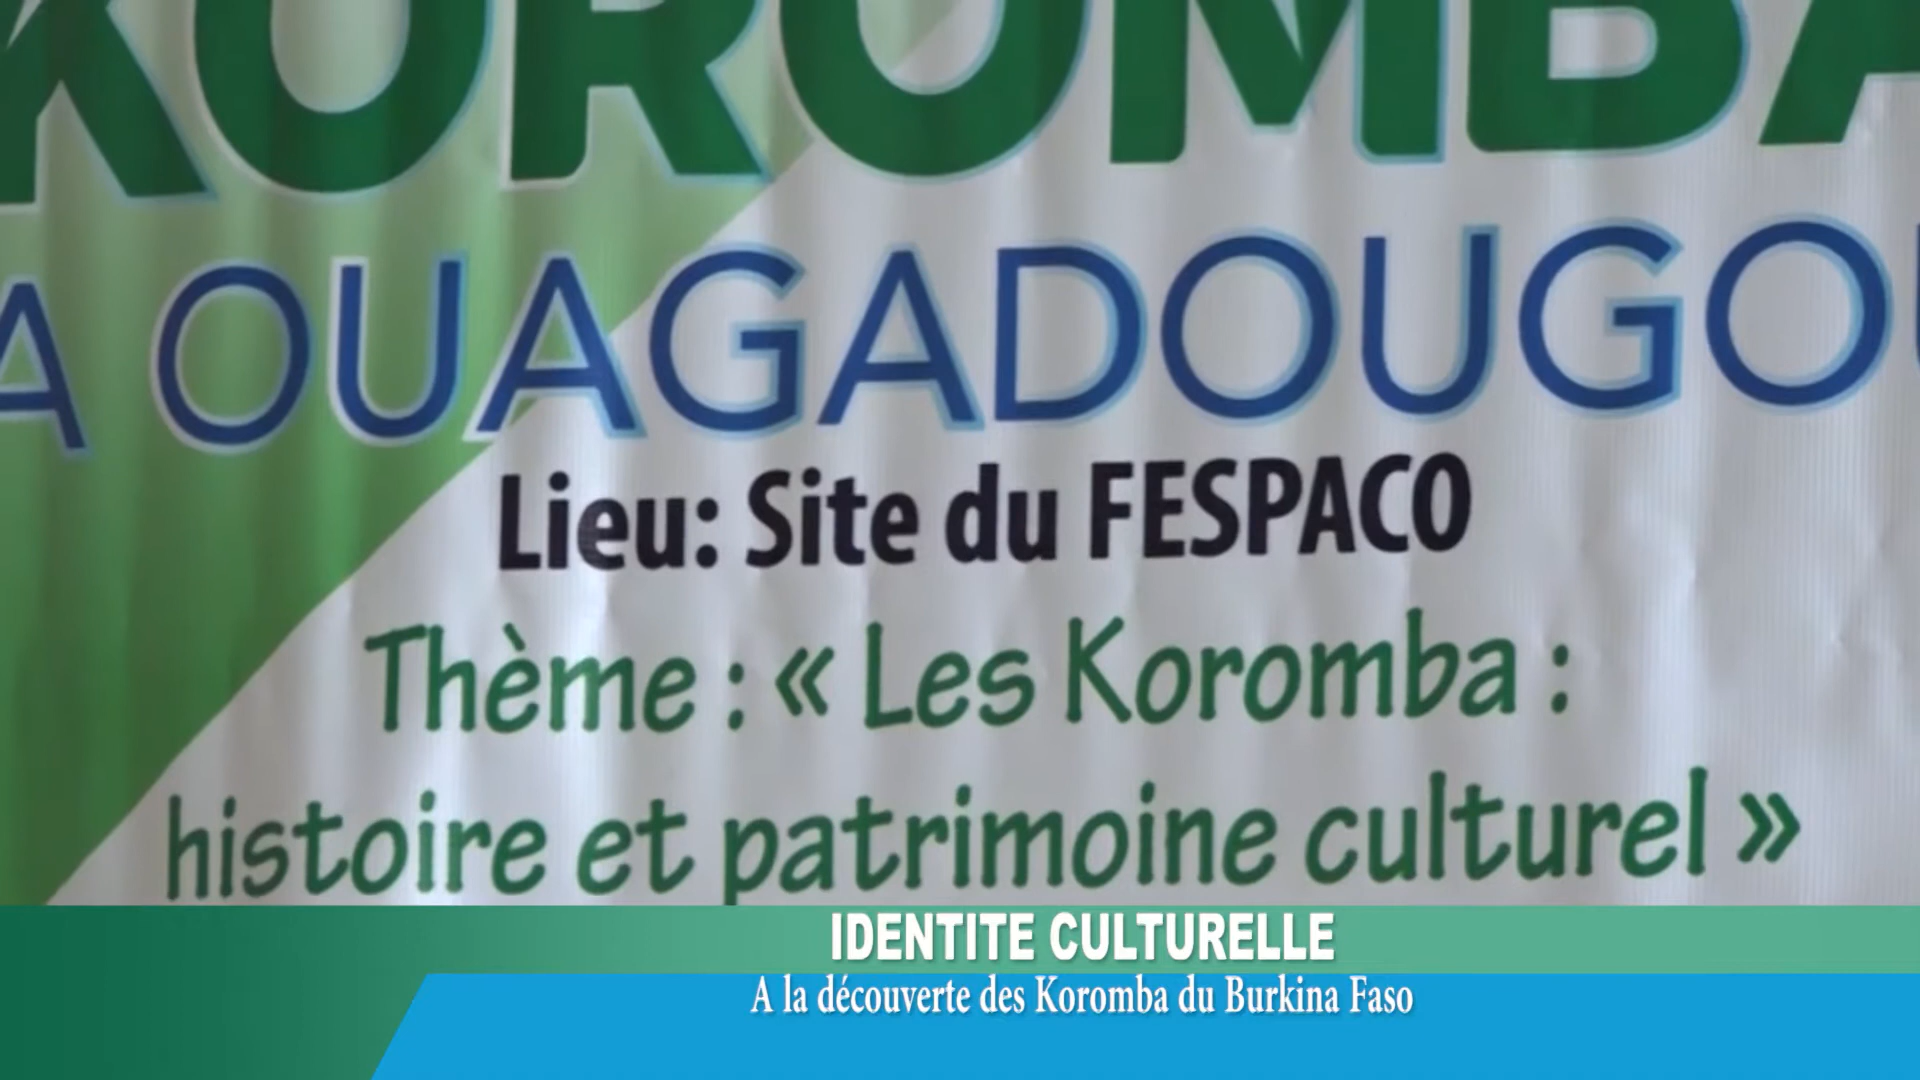 KOROMBA
A OUAGADOUGOU
Lieu: Site du FESPACO
Thème : « Les Koromba :
histoire et patrimoine culturel »
IDENTITE CULTURELLE
A la découverte des Koromba du Burkina Faso